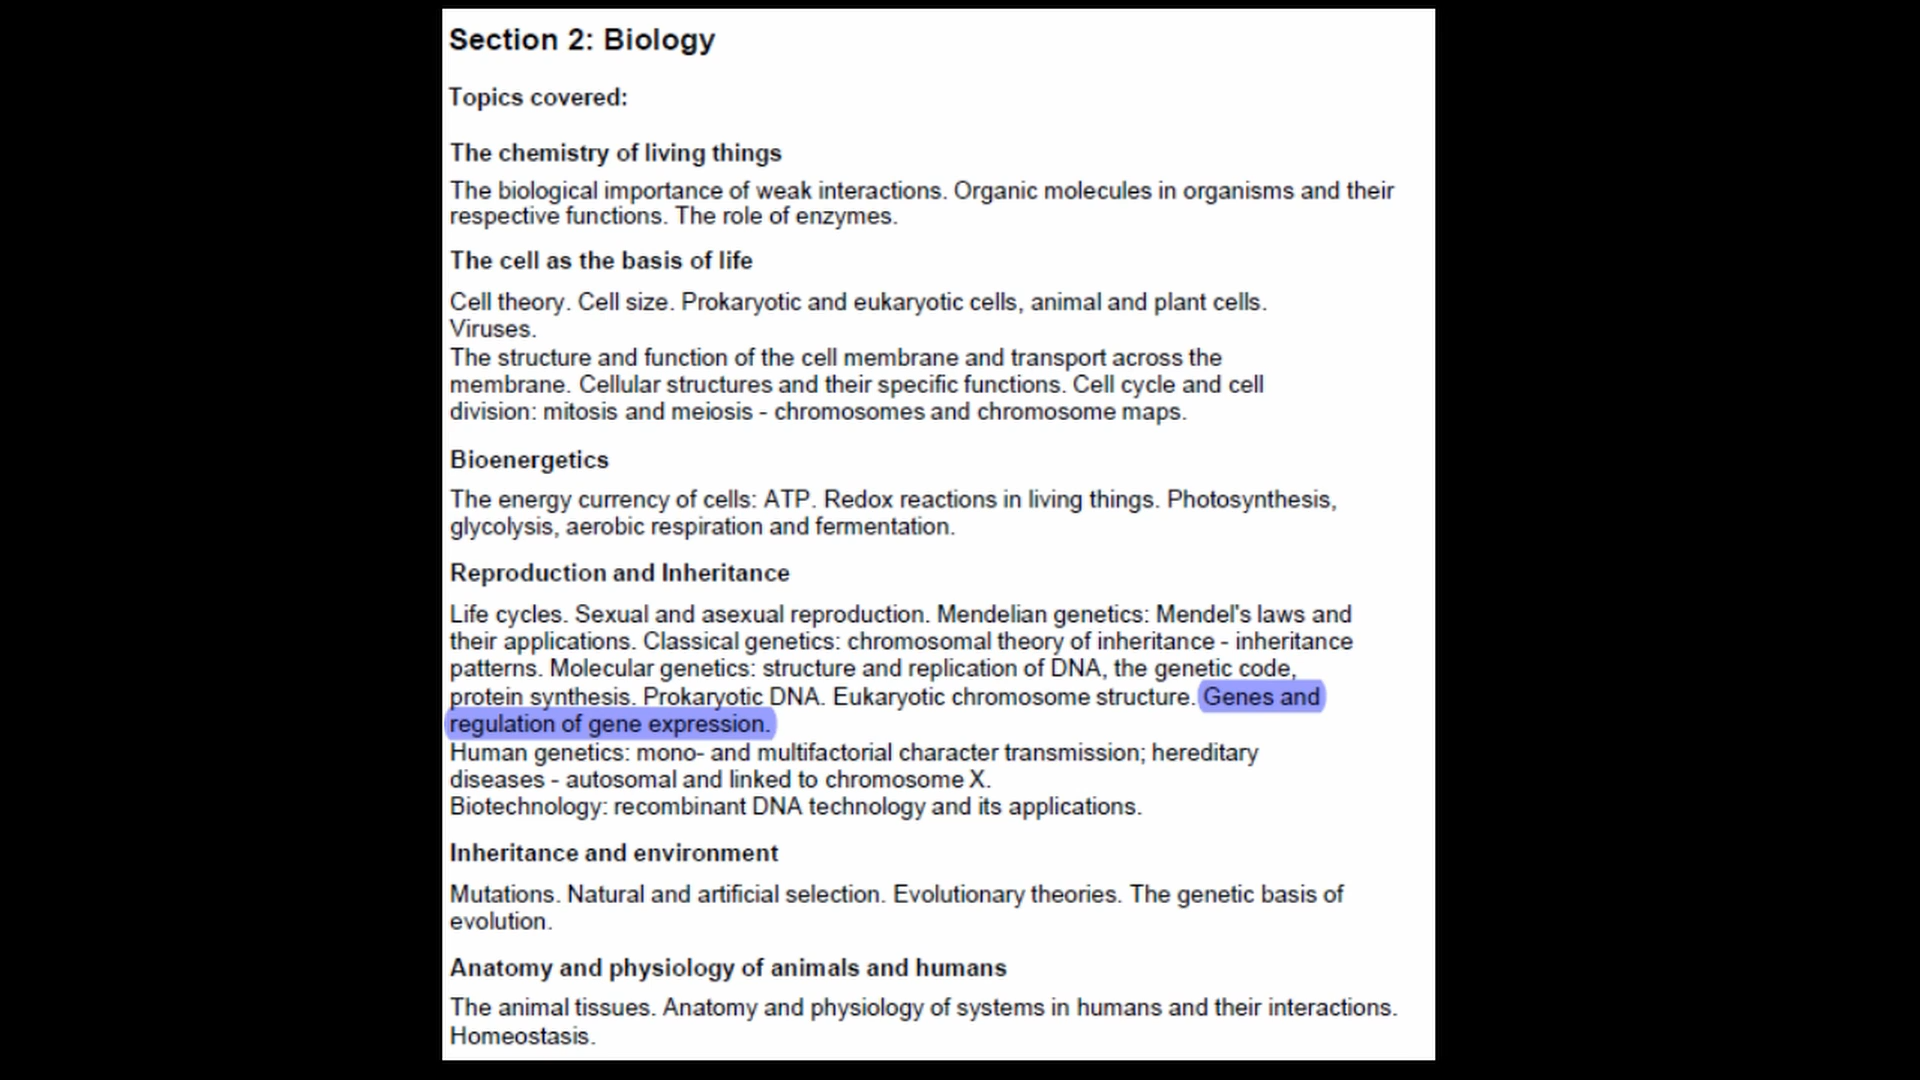 Section 2: Biology
Topics covered:
The chemistry of living things
The biological importance of weak interactions. Organic molecules in organisms and their
respective functions. The role of enzymes.
The cell as the basis of life
Cell theory. Cell size. Prokaryotic and eukaryotic cells, animal and plant cells.
Viruses.
The structure and function of the cell membrane and transport across the
membrane. Cellular structures and their specific functions. Cell cycle and cell
division: mitosis and meiosis - chromosomes and chromosome maps.
Bioenergetics
The energy currency of cells: ATP. Redox reactions in living things. Photosynthesis,
glycolysis, aerobic respiration and fermentation.
Reproduction and Inheritance
Life cycles. Sexual and asexual reproduction. Mendelian genetics: Mendel's laws and
their applications. Classical genetics: chromosomal theory of inheritance - inheritance
patterns. Molecular genetics: structure and replication of DNA, the genetic code,
protein synthesis. Prokaryotic DNA. Eukaryotic chromosome structure. Genes and
regulation of gene expression.
Human genetics: mono- and multifactorial character transmission; hereditary
diseases - autosomal and linked to chromosome X.
Biotechnology: recombinant DNA technology and its applications.
Inheritance and environment
Mutations. Natural and artificial selection. Evolutionary theories. The genetic basis of
evolution.
Anatomy and physiology of animals and humans
The animal tissues. Anatomy and physiology of systems in humans and their interactions.
Homeostasis.